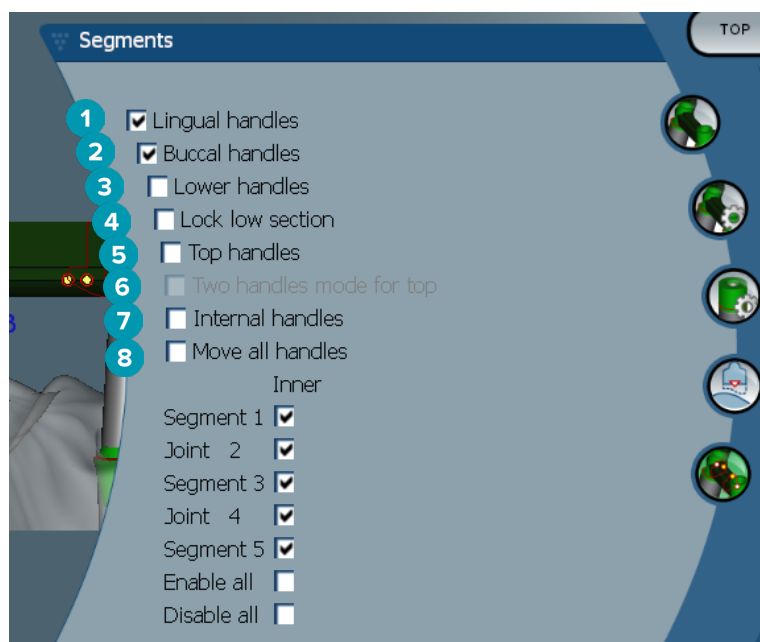 Segments
TOP
1 Lingual handles
2 Buccal handles
3 Lower handles
4 Lock low section
5 Top handles
6 Two handles mode for top
7 Internal handles
8 Move all handles
Inner
Segment 1
Joint 2
Segment 3
Joint 4
Segment 5
Enable all
Disable all